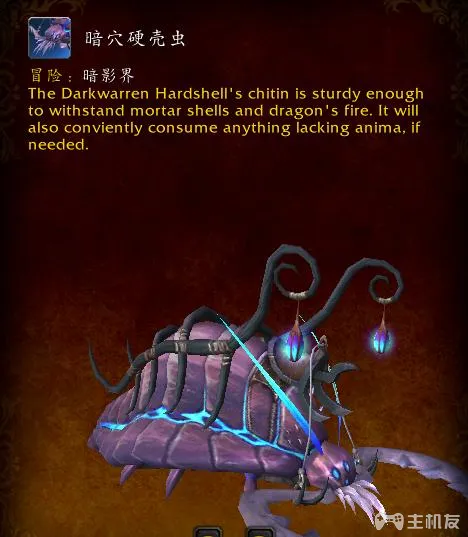 暗穴硬壳虫
冒险：暗影界
The Darkwarren Hardshell's chitin is sturdy enough
to withstand mortar shells and dragon's fire. It will
also conviently consume anything lacking anima, if
needed.
主机友